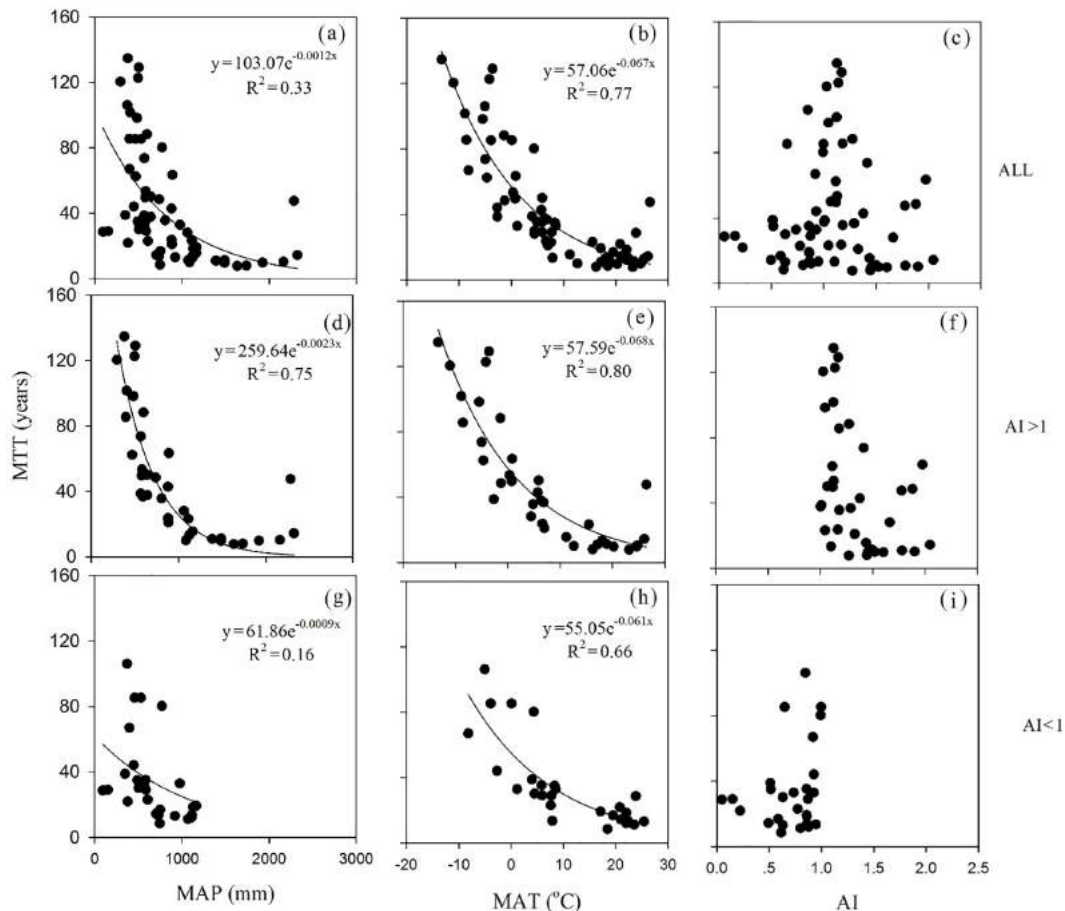 160
120
80
40
0
(a)
y=103.07e^-0.0012x
R²=0.33
(b)
y=57.06e^-0.067x
R²=0.77
(c)
ALL
160
120
80
40
0
(d)
y=259.64e^-0.0023x
R²=0.75
(e)
y=57.59e^-0.068x
R²=0.80
(f)
AI >1
MTT (years)
160
120
80
40
0
(g)
y=61.86e^-0.0009x
R²=0.16
(h)
y=55.05e^-0.061x
R²=0.66
(i)
AI<1
0 1000 2000 3000
-20 -10 0 10 20 30
0.0 .5 1.0 1.5 2.0 2.5
MAP (mm)
MAT (°C)
AI